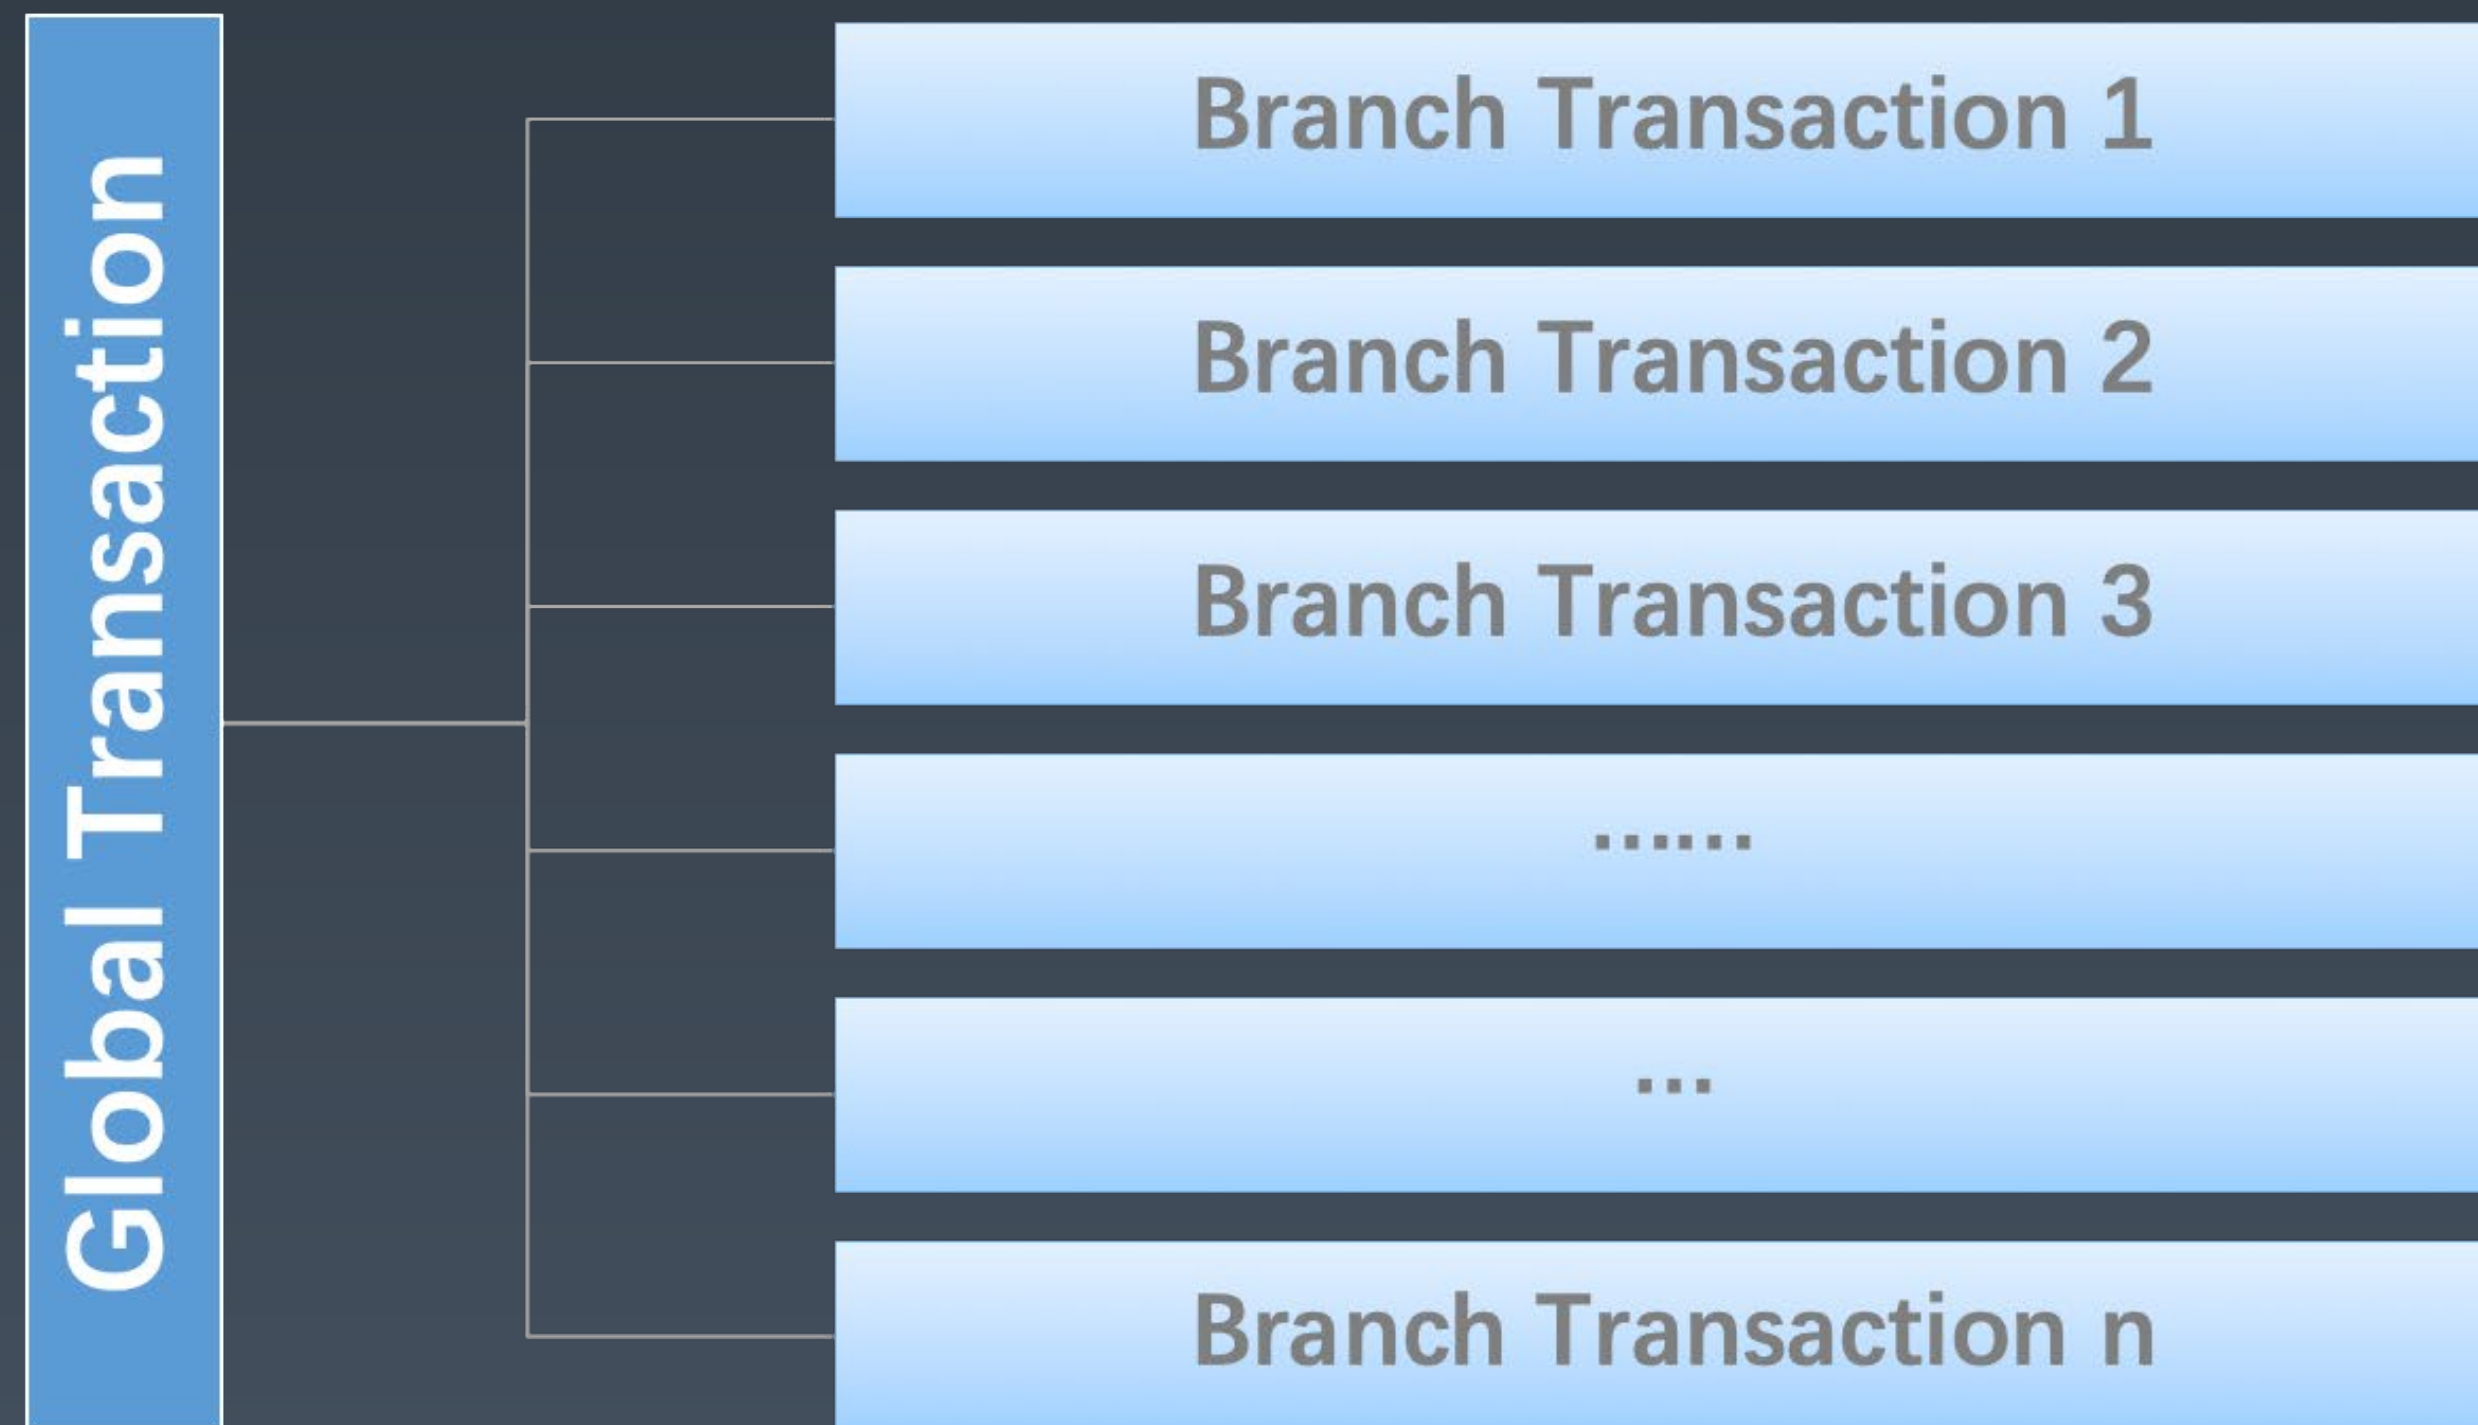 Global Transaction
Branch Transaction 1
Branch Transaction 2
Branch Transaction 3
……
…
Branch Transaction n